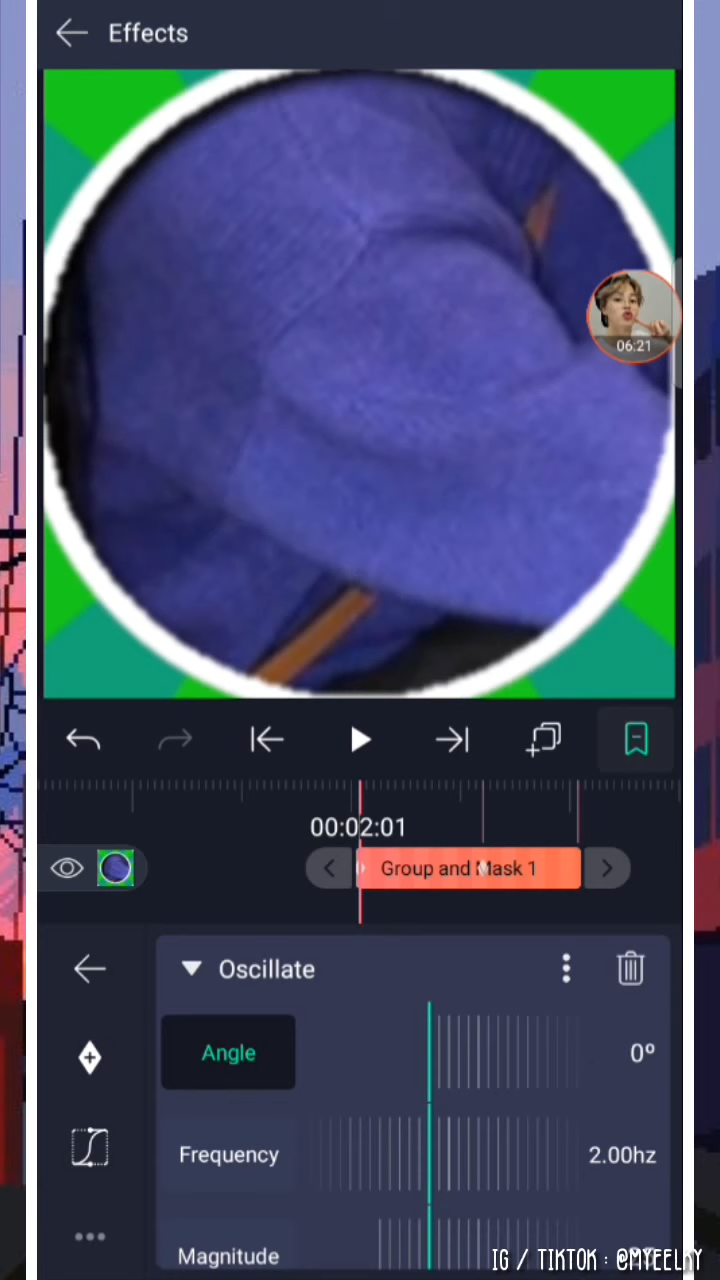 Effects
06:21
00:02:01
Group and Mask 1
Oscillate
Angle
0º
Frequency
2.00hz
Magnitude
IG / TIKTOK : @MYEELKY